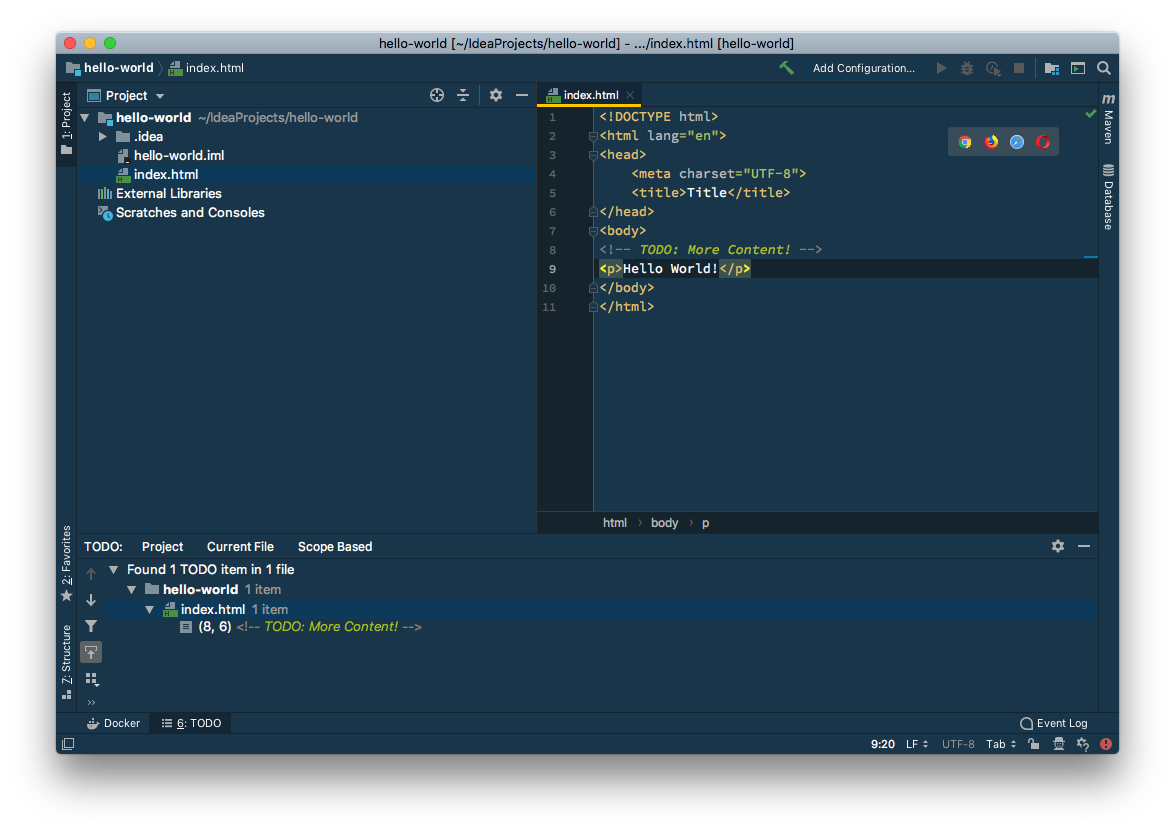 hello-world [~/IdeaProjects/hello-world] - .../index.html [hello-world]
hello-world index.html Add Configuration...
1: Project
Project
hello-world ~/IdeaProjects/hello-world
.idea
hello-world.iml
index.html
External Libraries
Scratches and Consoles
index.html
1 <!DOCTYPE html>
2 <html lang="en">
3 <head>
4 <meta charset="UTF-8">
5 <title>Title</title>
6 </head>
7 <body>
8 <!-- TODO: More Content! -->
9 <p>Hello World!</p>
10 </body>
11 </html>
html › body › p
m Maven
Database
2: Favorites
7: Structure
TODO: Project Current File Scope Based
Found 1 TODO item in 1 file
hello-world 1 item
index.html 1 item
(8, 6) <!-- TODO: More Content! -->
Docker 6: TODO Event Log
9:20 LF UTF-8 Tab